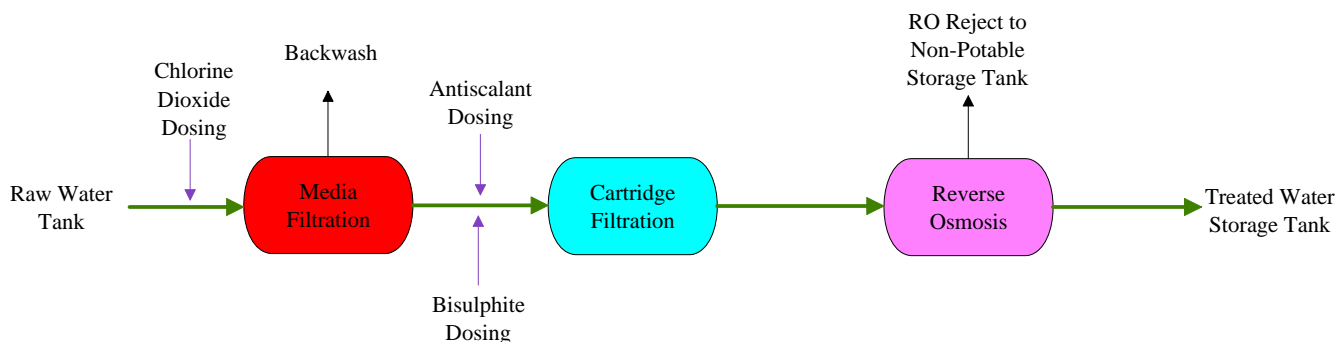 Raw Water
Tank
Chlorine
Dioxide
Dosing
Media
Filtration
Backwash
Antiscalant
Dosing
Bisulphite
Dosing
Cartridge
Filtration
Reverse
Osmosis
RO Reject to
Non-Potable
Storage Tank
Treated Water
Storage Tank